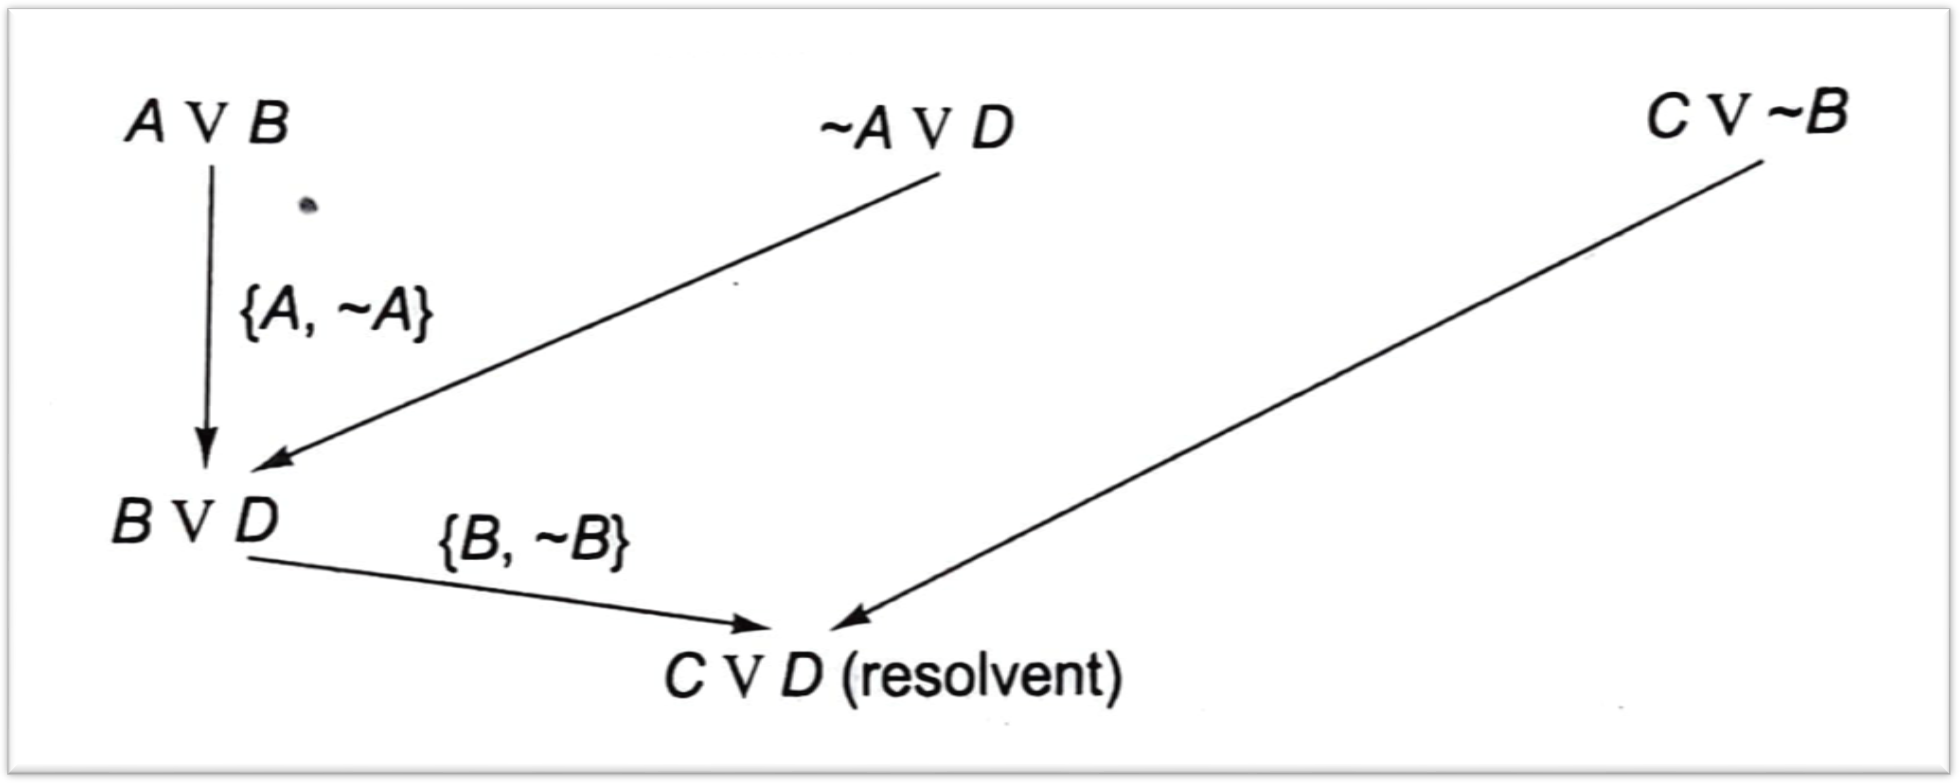 A V B
~A V D
C V ~B
{A, ~A}
B V D
{B, ~B}
C V D (resolvent)